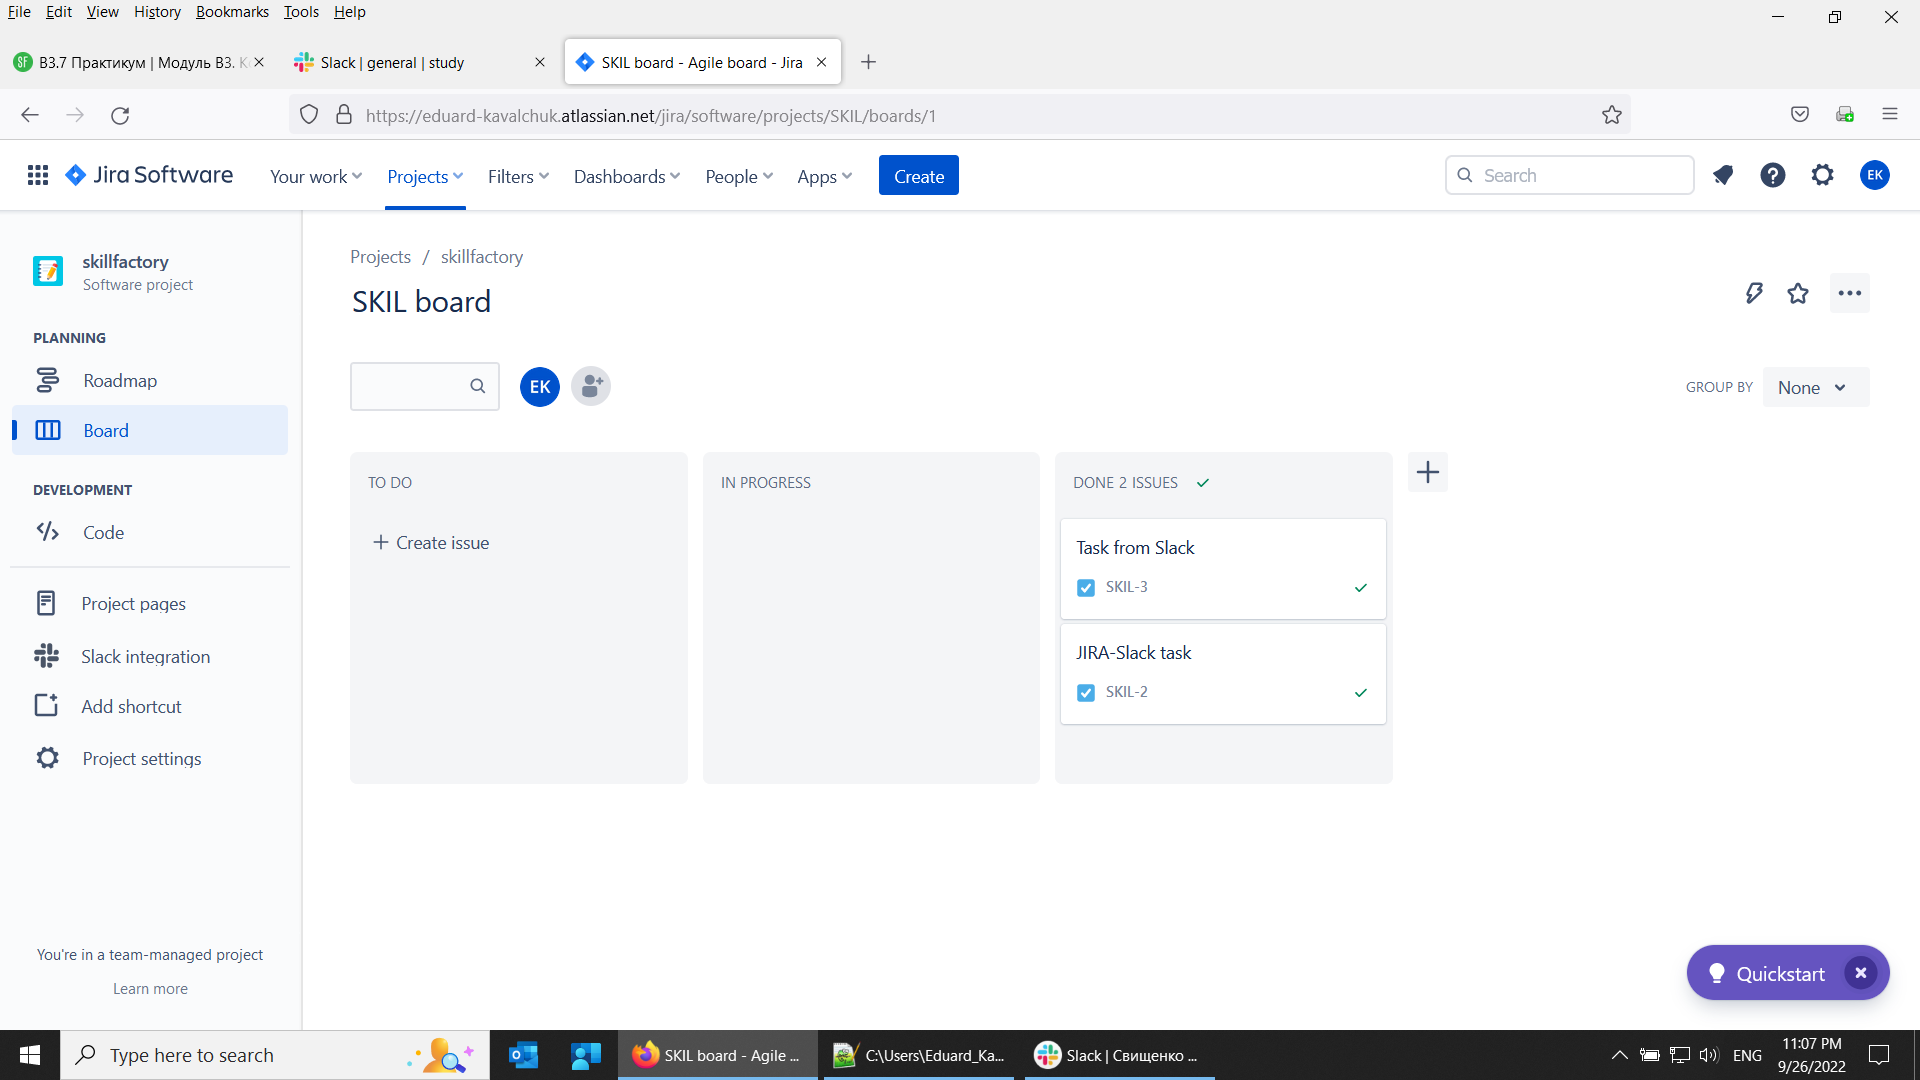 File Edit View History Bookmarks Tools Help
SF B3.7 Практикум | Модуль B3. Ко
Slack | general | study
SKIL board - Agile board - Jira
https://eduard-kavalchuk.atlassian.net/jira/software/projects/SKIL/boards/1
Jira Software
Your work Projects Filters Dashboards People Apps Create
Search
EK
skillfactory
Software project
PLANNING
Roadmap
Board
DEVELOPMENT
Code
Project pages
Slack integration
Add shortcut
Project settings
You're in a team-managed project
Learn more
Projects / skillfactory
SKIL board
EK
GROUP BY None
TO DO
+ Create issue
IN PROGRESS
DONE 2 ISSUES
Task from Slack
SKIL-3
JIRA-Slack task
SKIL-2
Quickstart
Type here to search
SKIL board - Agile ...
C:\Users\Eduard_Ka...
Slack | Свищенко ...
ENG
11:07 PM
9/26/2022